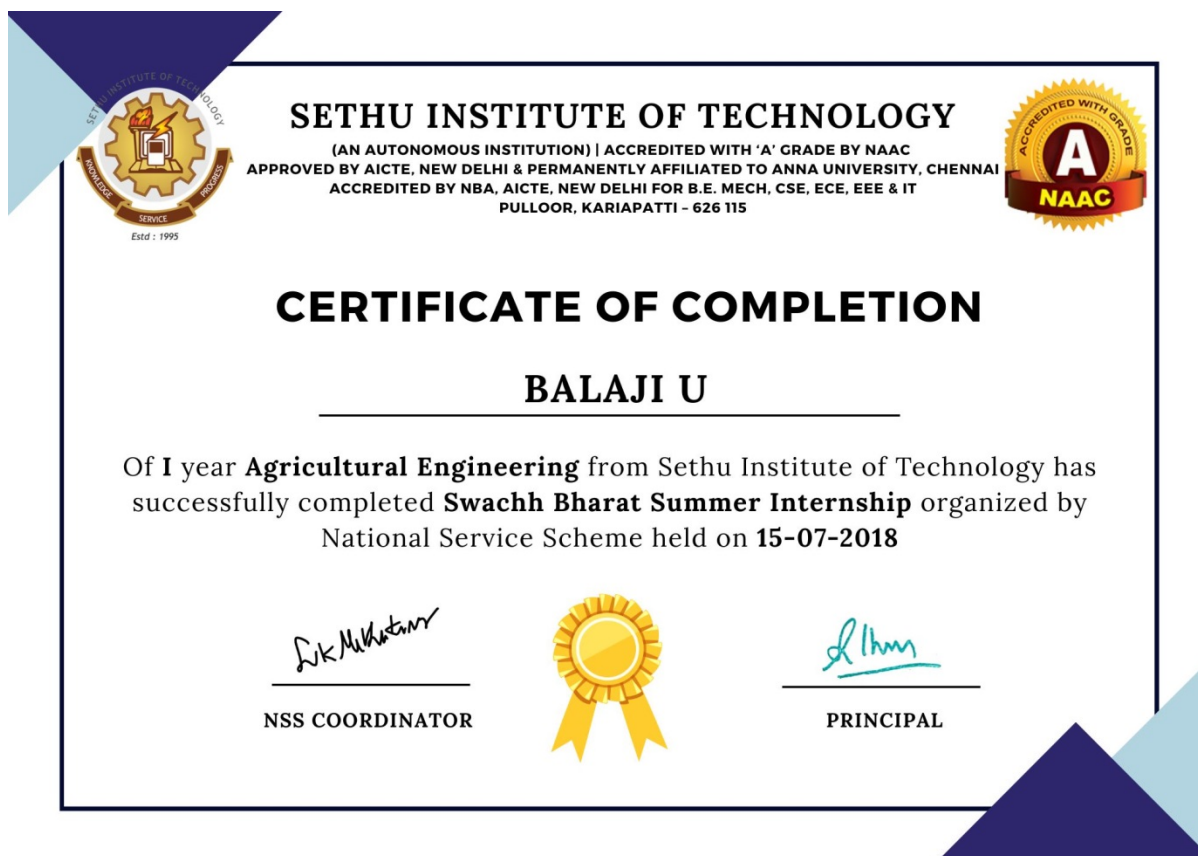 SETHU INSTITUTE OF TECHNOLOGY
KNOWLEDGE
SERVICE
PROGRESS
Estd : 1995
SETHU INSTITUTE OF TECHNOLOGY
(AN AUTONOMOUS INSTITUTION) | ACCREDITED WITH ‘A’ GRADE BY NAAC
APPROVED BY AICTE, NEW DELHI & PERMANENTLY AFFILIATED TO ANNA UNIVERSITY, CHENNAI
ACCREDITED BY NBA, AICTE, NEW DELHI FOR B.E. MECH, CSE, ECE, EEE & IT
PULLOOR, KARIAPATTI – 626 115
ACCREDITED WITH GRADE
A
NAAC
CERTIFICATE OF COMPLETION
BALAJI U
Of I year Agricultural Engineering from Sethu Institute of Technology has
successfully completed Swachh Bharat Summer Internship organized by
National Service Scheme held on 15-07-2018
NSS COORDINATOR
PRINCIPAL